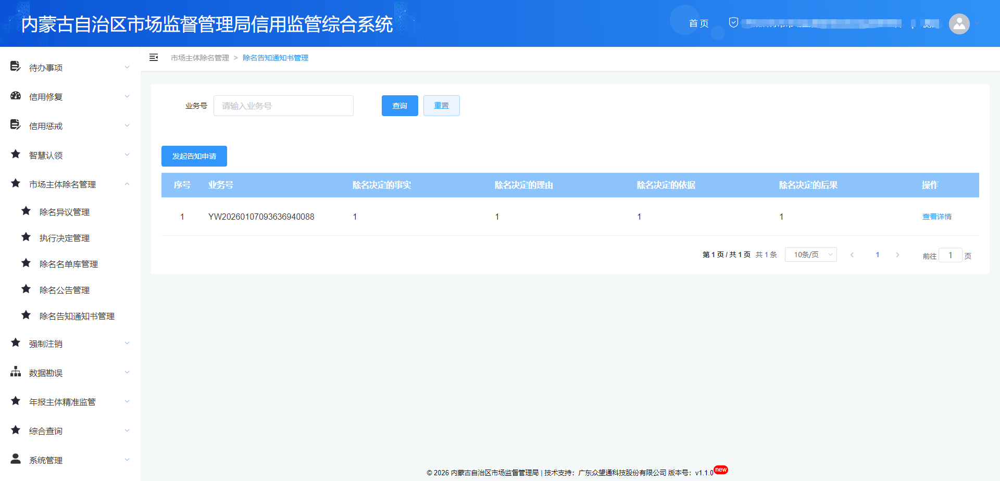 内蒙古自治区市场监督管理局信用监管综合系统
首页
待办事项
信用修复
信用惩戒
智慧认领
市场主体除名管理
除名异议管理
执行决定管理
除名名单库管理
除名公告管理
除名告知通知书管理
强制注销
数据勘误
年报主体精准监管
综合查询
系统管理
市场主体除名管理 > 除名告知通知书管理
业务号 请输入业务号 查询 重置
发起告知申请
序号 业务号 除名决定的事实 除名决定的理由 除名决定的依据 除名决定的后果 操作
1 YW20260107093636940088 1 1 1 1 查看详情
第 1 页 / 共 1 页 共 1 条 10条/页 < 1 > 前往 1 页
© 2026 内蒙古自治区市场监督管理局 | 技术支持：广东众望通科技股份有限公司 版本号：v1.1.0 new